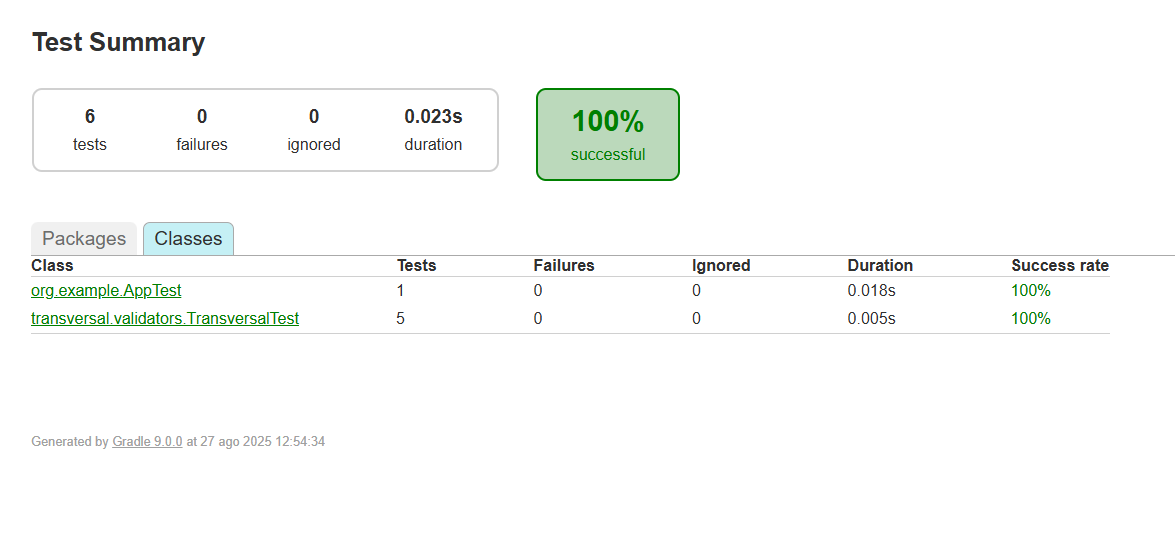 Test Summary
6 0 0 0.023s
tests failures ignored duration
100%
successful
Packages Classes
Class Tests Failures Ignored Duration Success rate
org.example.AppTest 1 0 0 0.018s 100%
transversal.validators.TransversalTest 5 0 0 0.005s 100%
Generated by Gradle 9.0.0 at 27 ago 2025 12:54:34